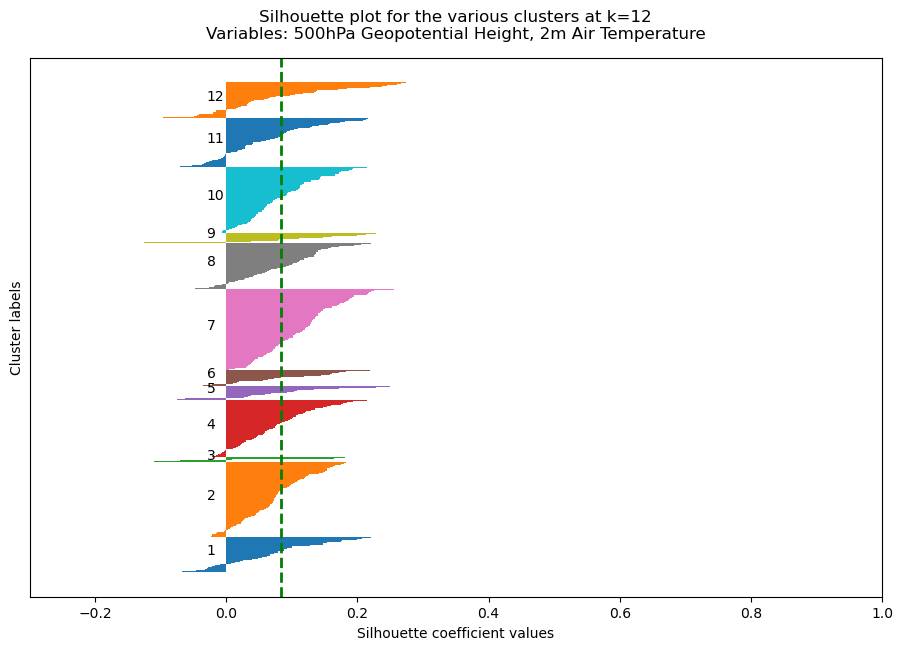 Silhouette plot for the various clusters at k=12
Variables: 500hPa Geopotential Height, 2m Air Temperature
Cluster labels
12
11
10
9
8
7
6
5
4
3
2
1
−0.2 0.0 0.2 0.4 0.6 0.8 1.0
Silhouette coefficient values